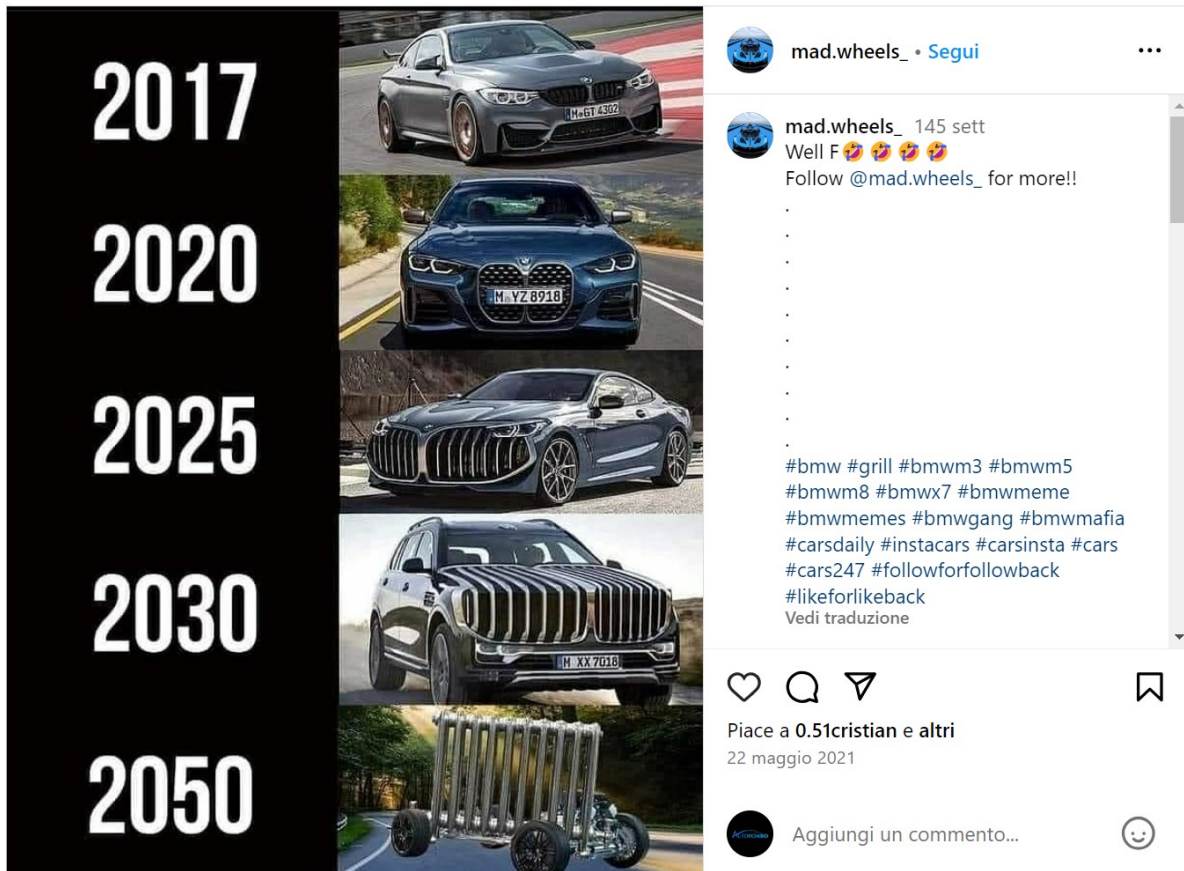 2017
M GT 4302
2020
M YZ 8918
2025
2030
M XX 7018
2050
mad.wheels_ • Segui
mad.wheels_ 145 sett
Well F🤣🤣🤣🤣
Follow @mad.wheels_ for more!!
.
.
.
.
.
.
.
.
.
.
#bmw #grill #bmwm3 #bmwm5
#bmwm8 #bmwx7 #bmwmeme
#bmwmemes #bmwgang #bmwmafia
#carsdaily #instacars #carsinsta #cars
#cars247 #followforfollowback
#likeforlikeback
Vedi traduzione
Piace a 0.51cristian e altri
22 maggio 2021
Aggiungi un commento...